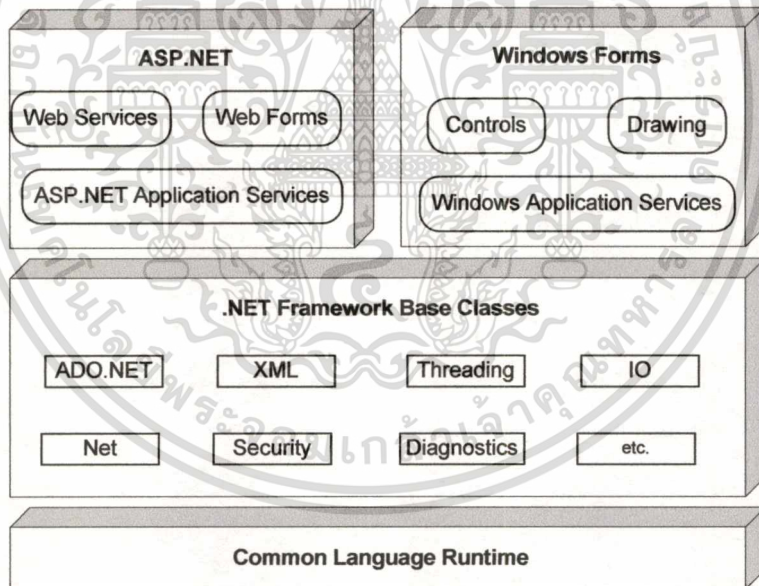 ASP.NET
Web Services
Web Forms
ASP.NET Application Services
Windows Forms
Controls
Drawing
Windows Application Services
.NET Framework Base Classes
ADO.NET
XML
Threading
IO
Net
Security
Diagnostics
etc.
Common Language Runtime